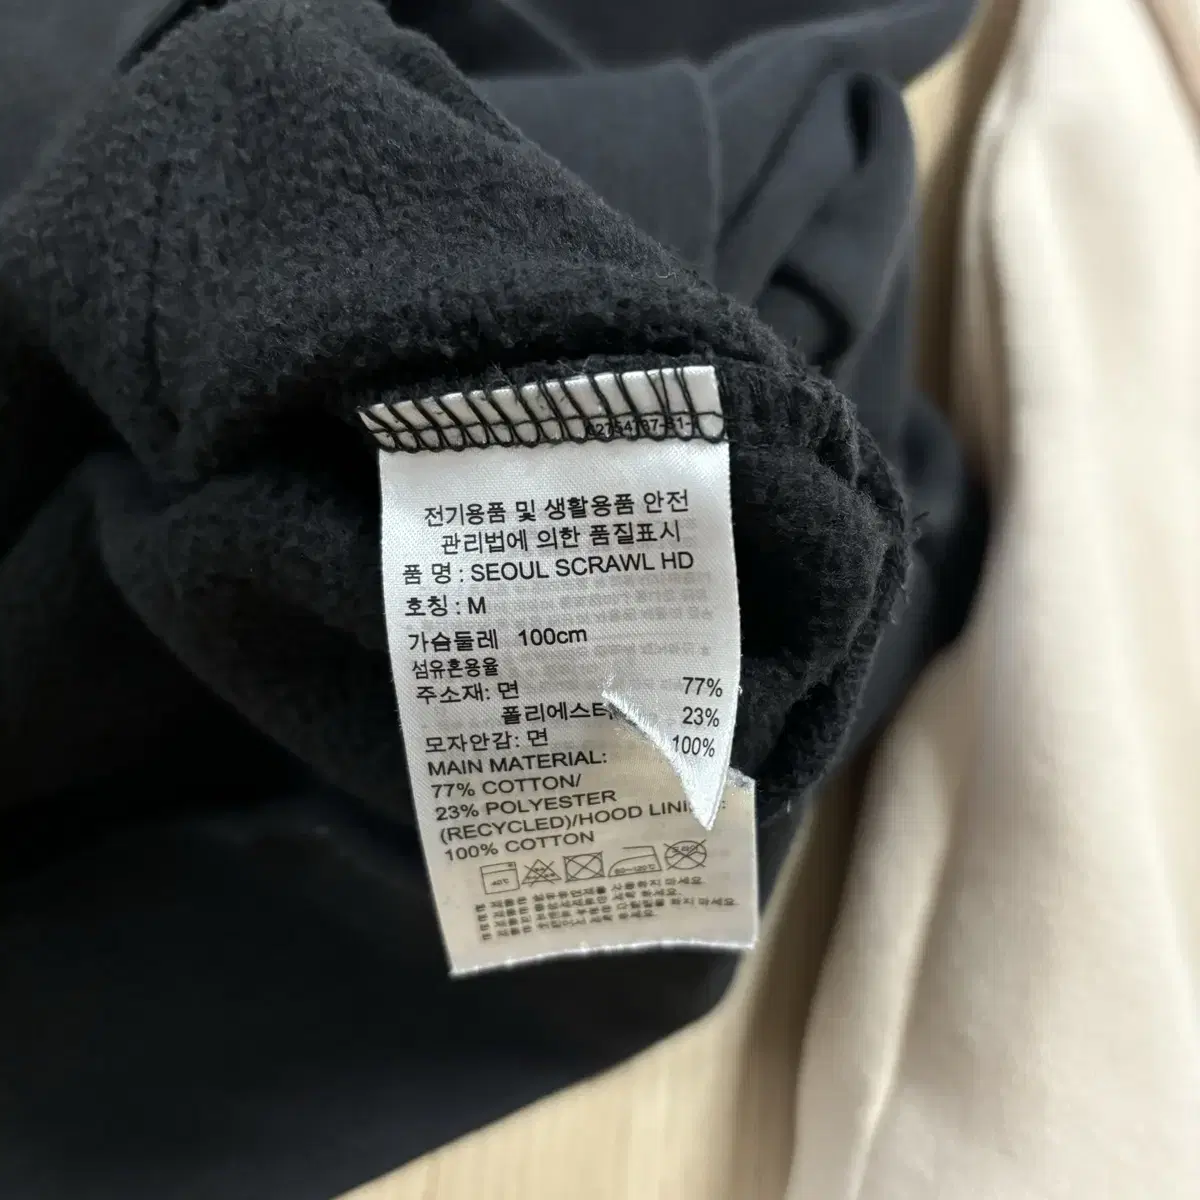 전기용품 및 생활용품 안전
관리법에 의한 품질표시
품 명 : SEOUL SCRAWL HD
호칭 : M
가슴둘레 100cm
섬유혼용율
주소재: 면 77%
폴리에스터 23%
모자안감: 면 100%
MAIN MATERIAL:
77% COTTON/
23% POLYESTER
(RECYCLED)/HOOD
100% COTTON